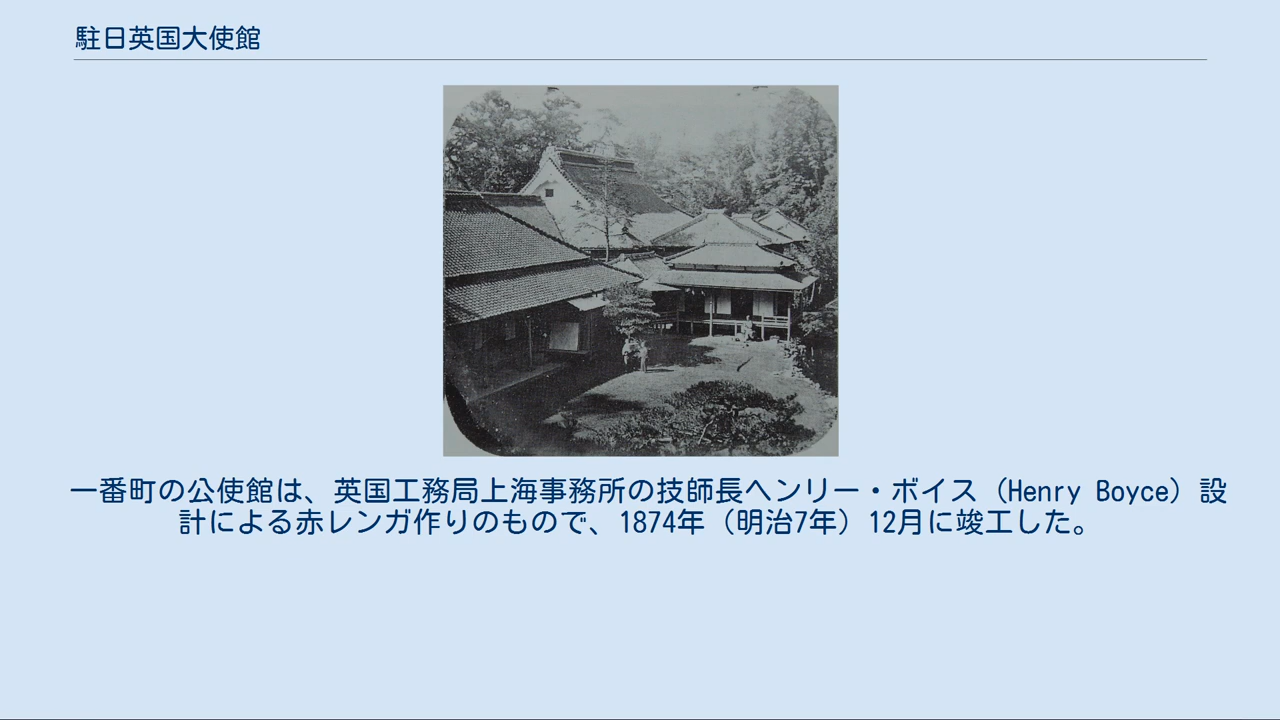 駐日英国大使館
一番町の公使館は、英国工務局上海事務所の技師長ヘンリー・ボイス（Henry Boyce）設
計による赤レンガ作りのもので、1874年（明治7年）12月に竣工した。